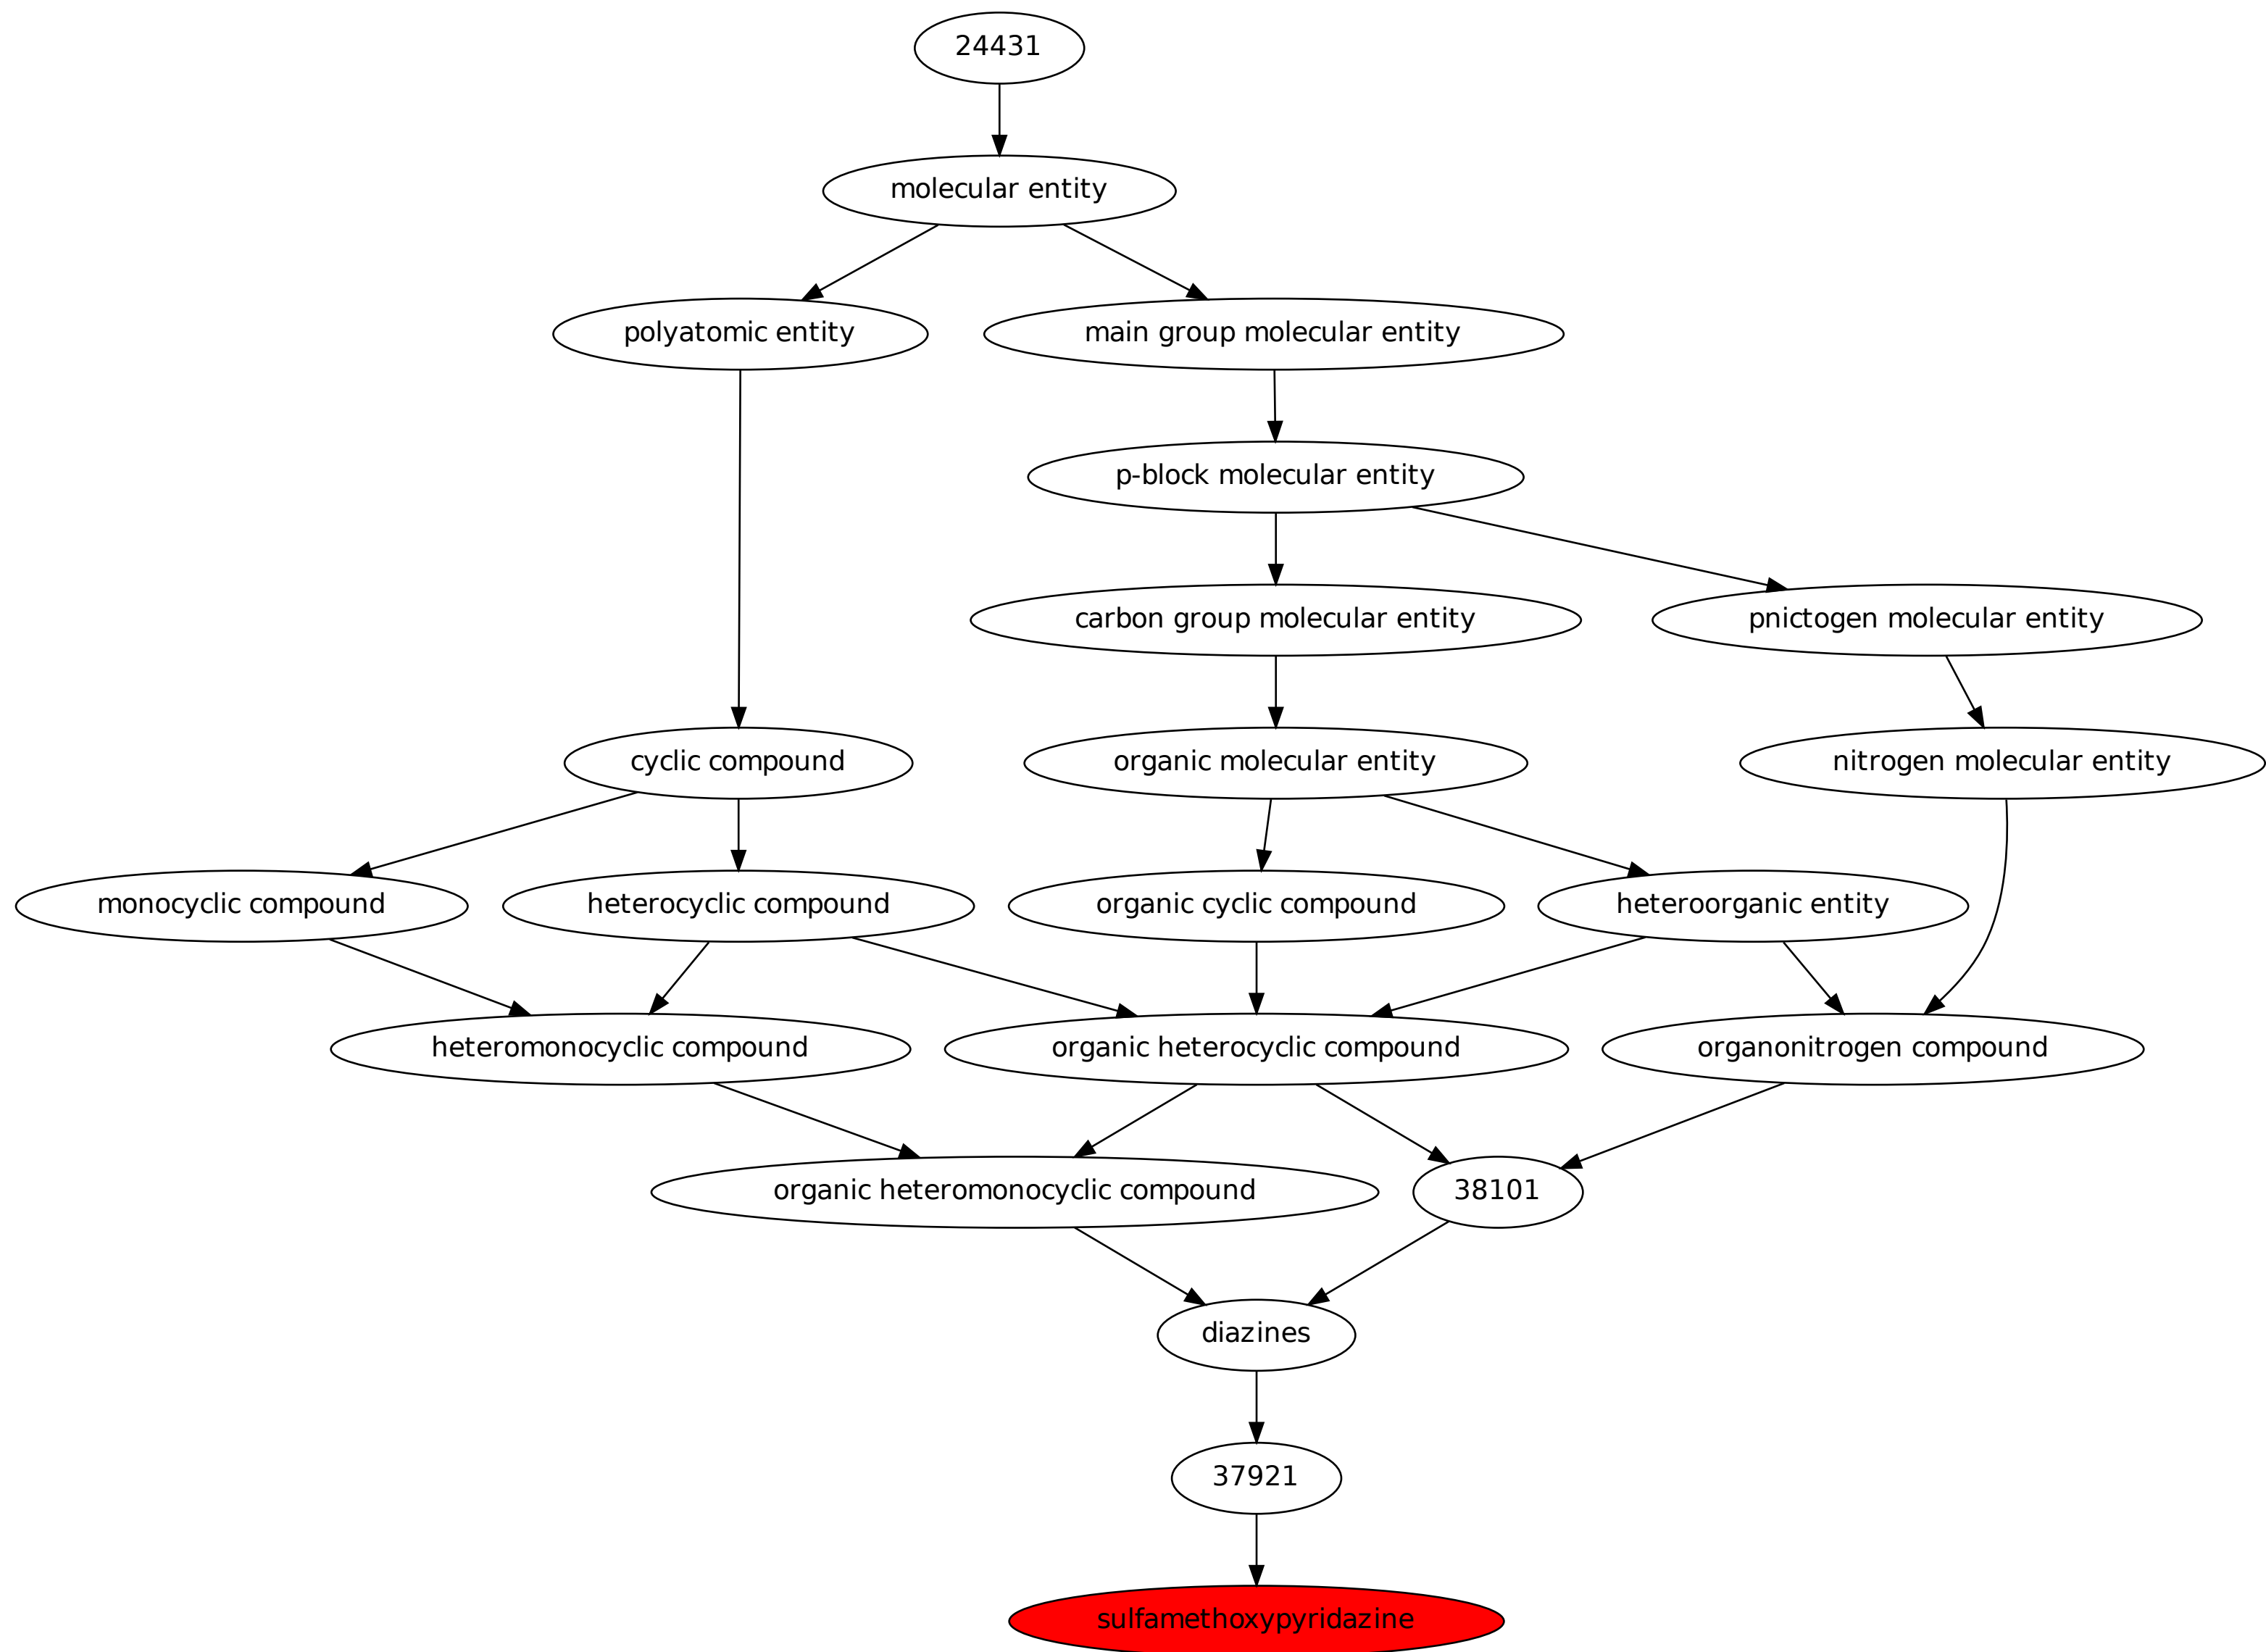 24431
molecular entity
polyatomic entity
main group molecular entity
p-block molecular entity
carbon group molecular entity
pnictogen molecular entity
cyclic compound
organic molecular entity
nitrogen molecular entity
monocyclic compound
heterocyclic compound
organic cyclic compound
heteroorganic entity
heteromonocyclic compound
organic heterocyclic compound
organonitrogen compound
organic heteromonocyclic compound
38101
diazines
37921
sulfamethoxypyridazine